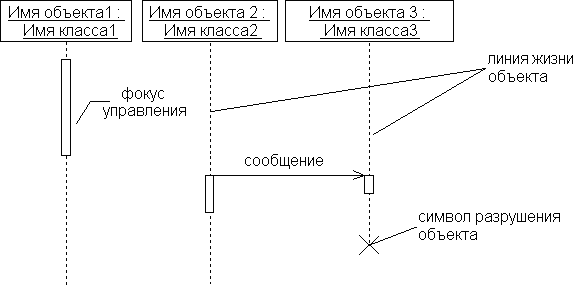 Имя объекта1 :
Имя класса1
Имя объекта 2 :
Имя класса2
Имя объекта 3 :
Имя класса3
линия жизни
объекта
фокус
управления
сообщение
символ разрушения
объекта